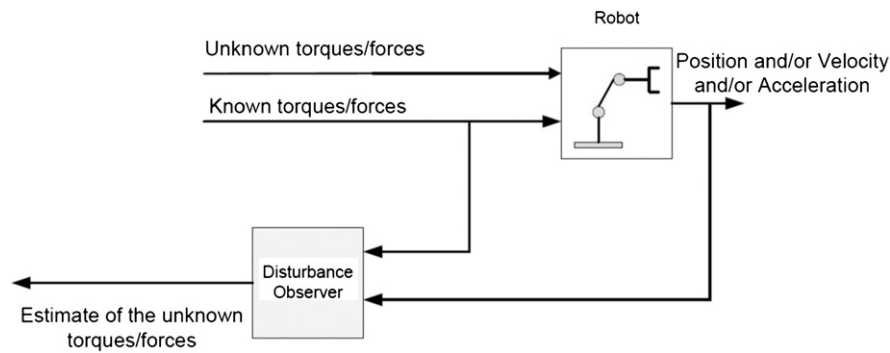 Robot
Unknown torques/forces
Position and/or Velocity
and/or Acceleration
Known torques/forces
Disturbance
Observer
Estimate of the unknown
torques/forces